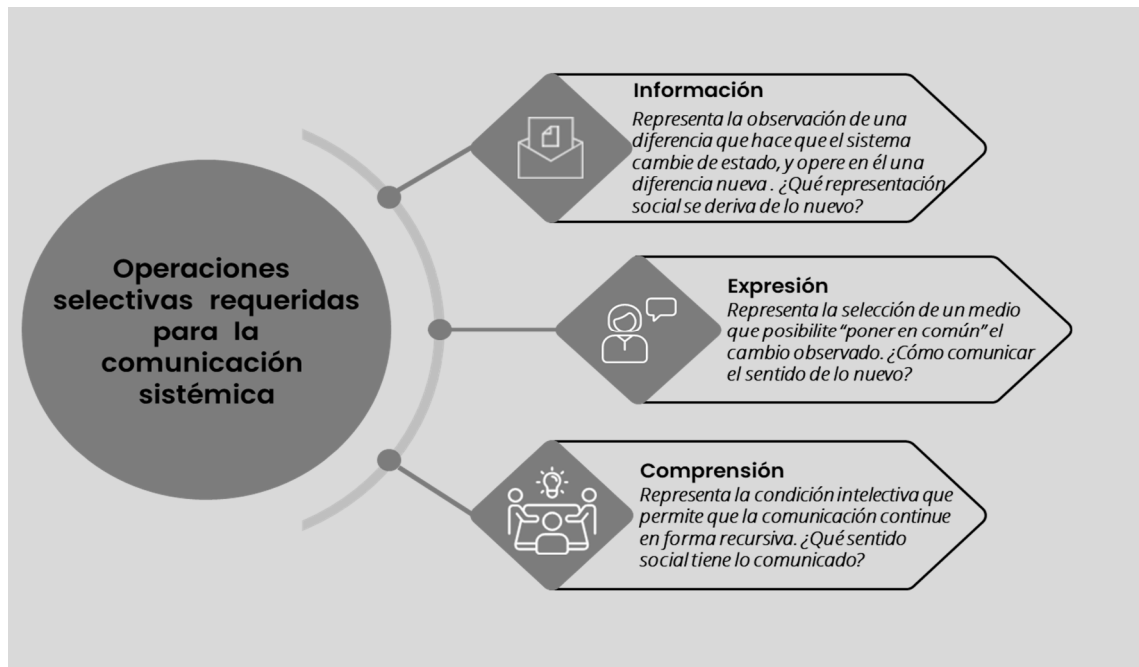 Operaciones
selectivas requeridas
para la
comunicación
sistémica
Información
Representa la observación de una
diferencia que hace que el sistema
cambie de estado, y opere en él una
diferencia nueva . ¿Qué representación
social se deriva de lo nuevo?
Expresión
Representa la selección de un medio
que posibilite “poner en común” el
cambio observado. ¿Cómo comunicar
el sentido de lo nuevo?
Comprensión
Representa la condición intelectiva que
permite que la comunicación continue
en forma recursiva. ¿Qué sentido
social tiene lo comunicado?